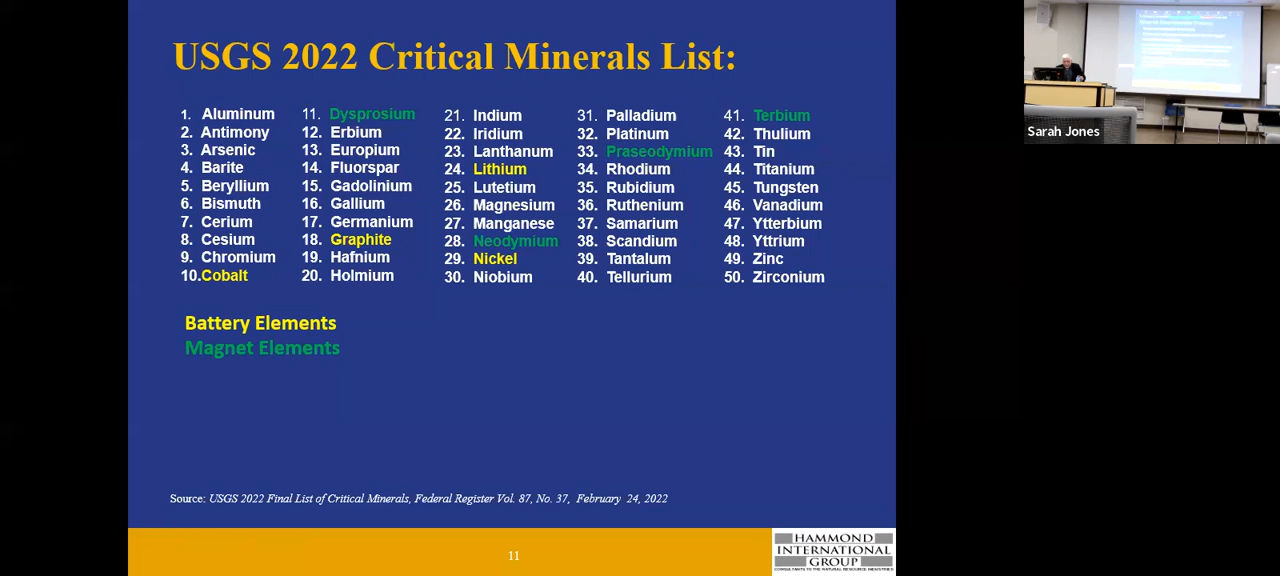 USGS 2022 Critical Minerals List:
1. Aluminum
2. Antimony
3. Arsenic
4. Barite
5. Beryllium
6. Bismuth
7. Cerium
8. Cesium
9. Chromium
10.Cobalt
11. Dysprosium
12. Erbium
13. Europium
14. Fluorspar
15. Gadolinium
16. Gallium
17. Germanium
18. Graphite
19. Hafnium
20. Holmium
21. Indium
22. Iridium
23. Lanthanum
24. Lithium
25. Lutetium
26. Magnesium
27. Manganese
28. Neodymium
29. Nickel
30. Niobium
31. Palladium
32. Platinum
33. Praseodymium
34. Rhodium
35. Rubidium
36. Ruthenium
37. Samarium
38. Scandium
39. Tantalum
40. Tellurium
41. Terbium
42. Thulium
43. Tin
44. Titanium
45. Tungsten
46. Vanadium
47. Ytterbium
48. Yttrium
49. Zinc
50. Zirconium
Battery Elements
Magnet Elements
Source: USGS 2022 Final List of Critical Minerals, Federal Register Vol. 87, No. 37, February 24, 2022
11
HAMMOND
INTERNATIONAL
GROUP
CONSULTANTS TO THE NATURAL RESOURCE INDUSTRIES
Sarah Jones